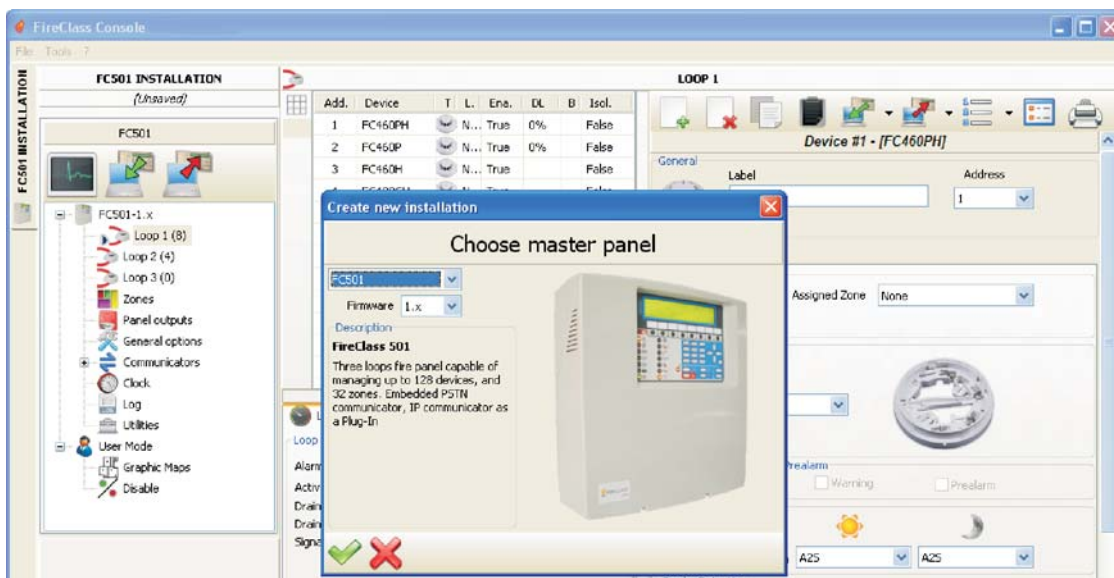 FireClass Console
File Tools ?
FC501 INSTALLATION
FC501 INSTALLATION
(Unsaved)
FC501
FC501-1.x
Loop 1 (8)
Loop 2 (4)
Loop 3 (0)
Zones
Panel outputs
General options
Communicators
Clock
Log
Utilities
User Mode
Graphic Maps
Disable
LOOP 1
Add. Device T L. Ena. DL B Isol.
1 FC460PH N... True 0% False
2 FC460P N... True 0% False
3 FC460H N... True False
Device #1 - [FC460PH]
General
Label
Address
1
Assigned Zone None
Prealarm
Warning
Prealarm
A25
A25
Loop
Drain
Drain
Create new installation
Choose master panel
FC501
Firmware 1.x
Description
FireClass 501
Three loops fire panel capable of
managing up to 128 devices, and
32 zones. Embedded PSTN
communicator, IP communicator as
a Plug-In